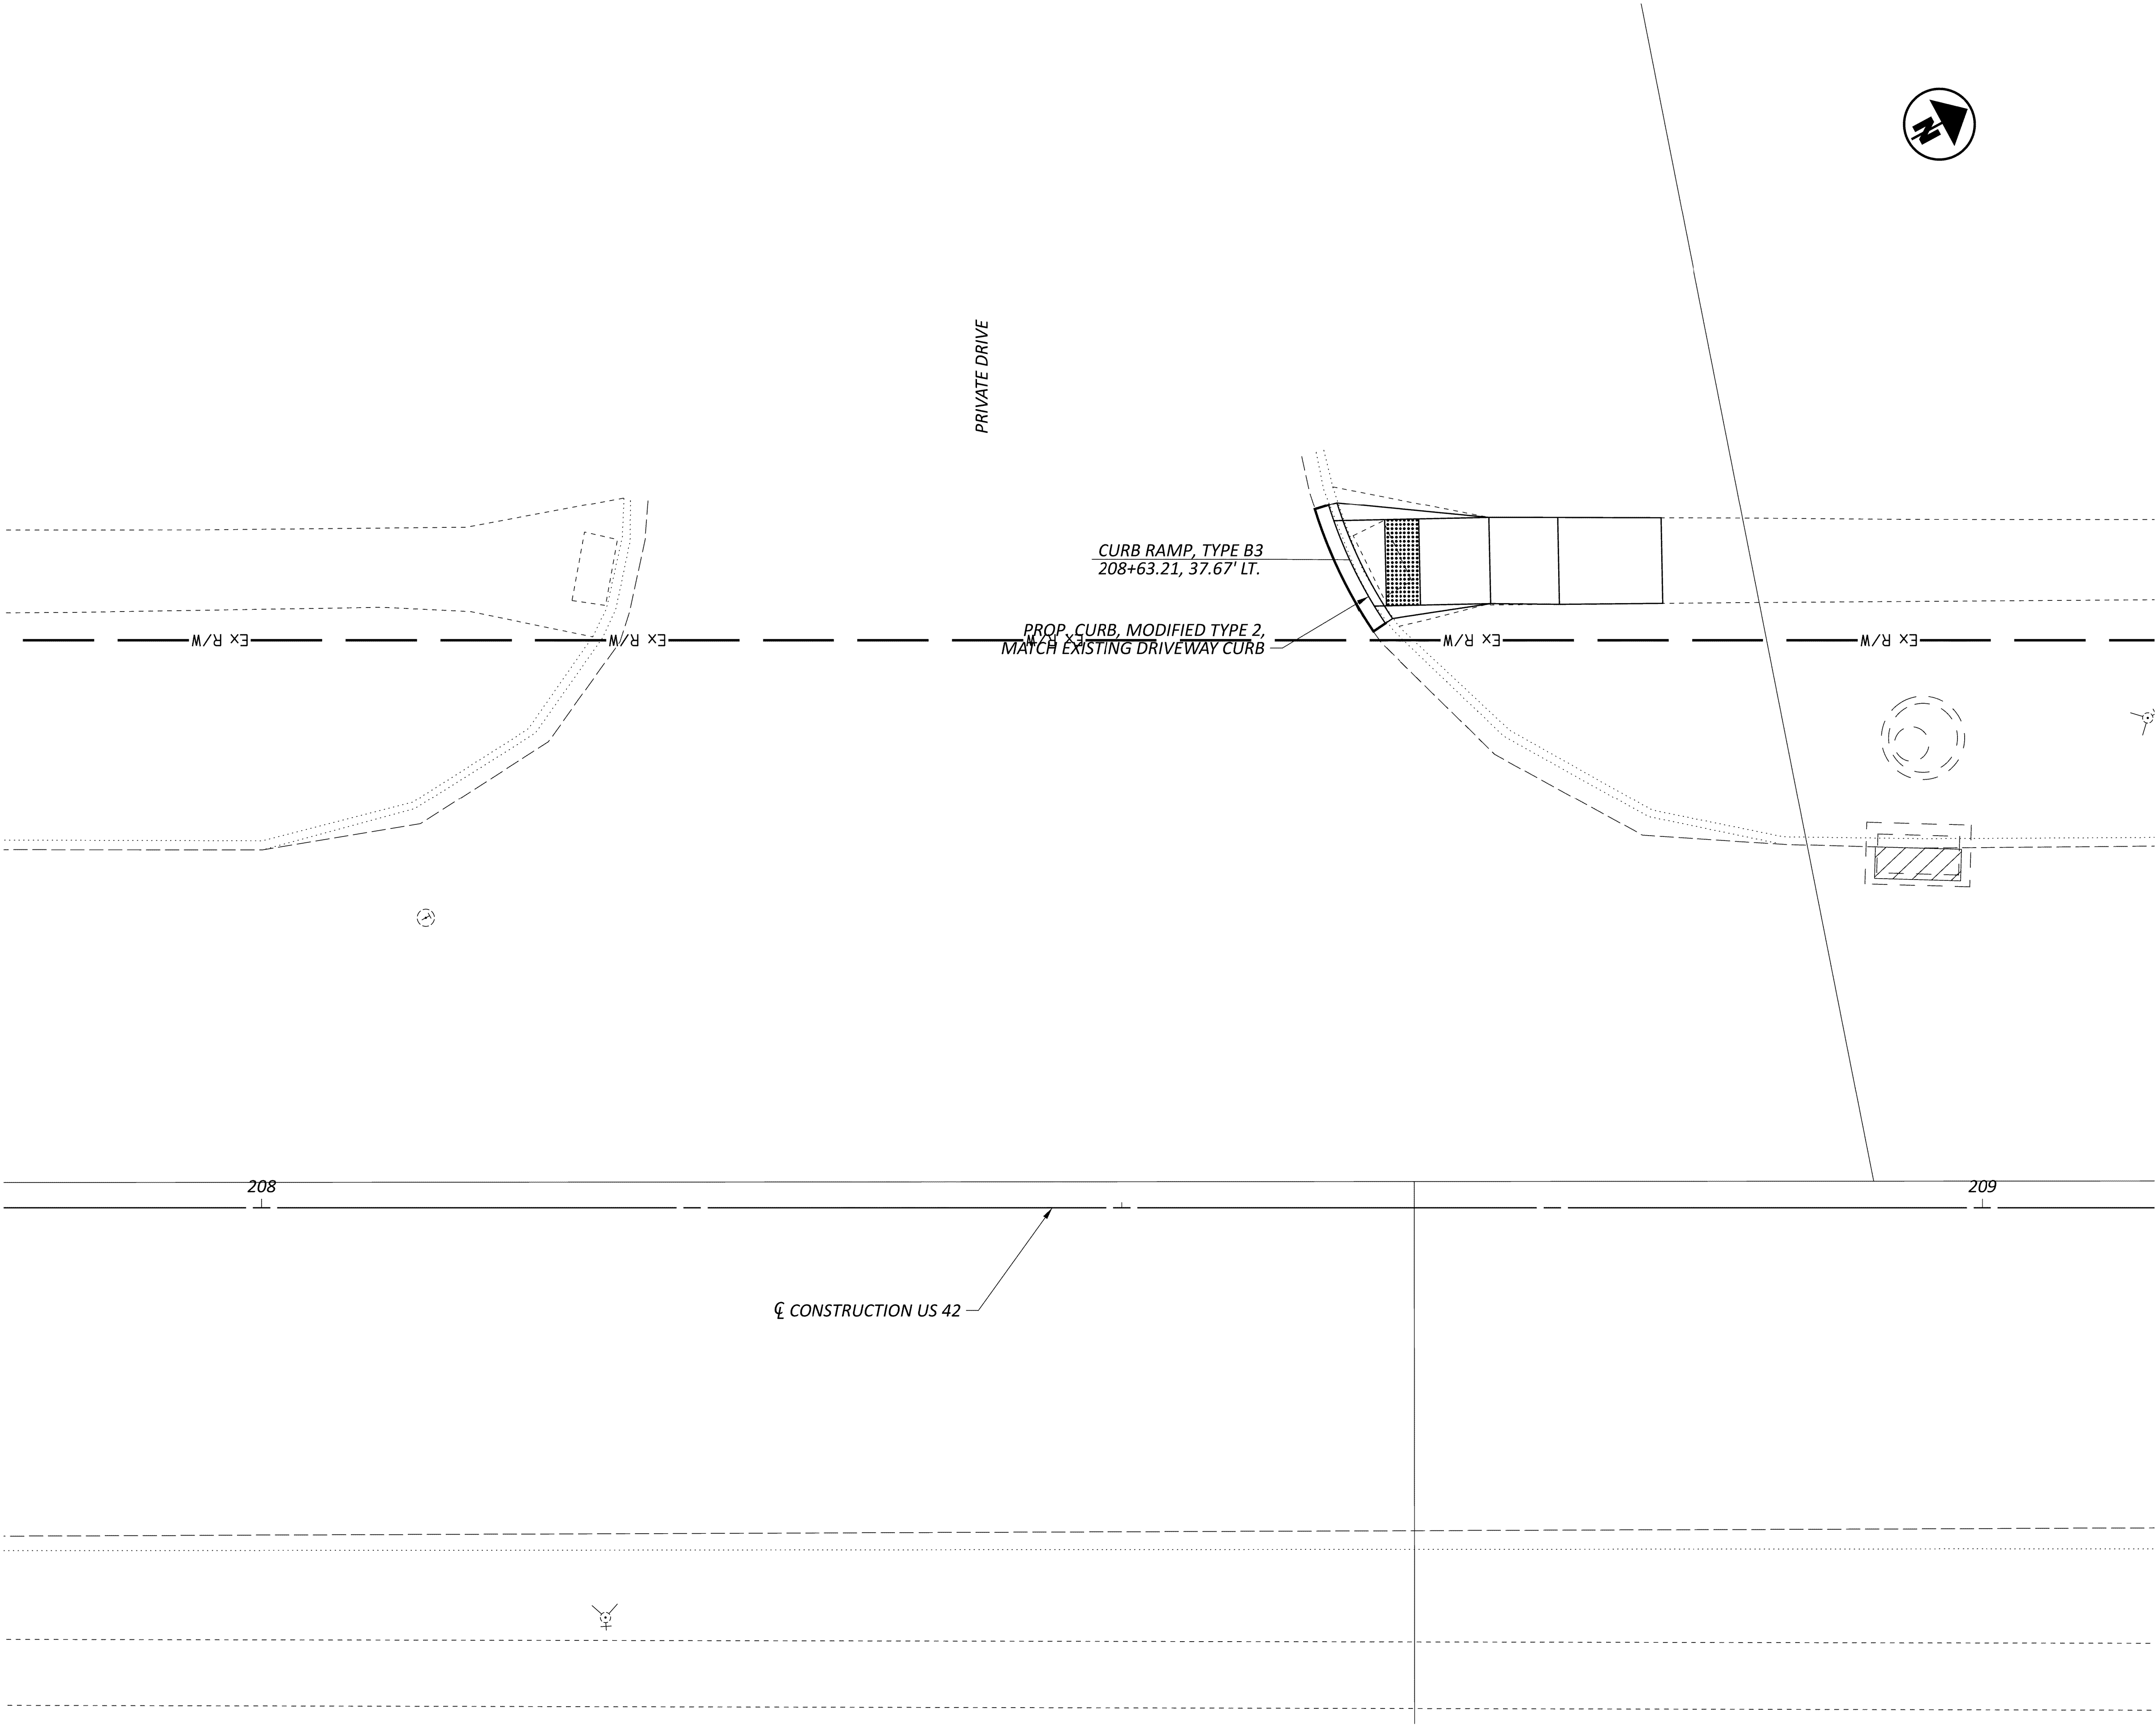 N
PRIVATE DRIVE
CURB RAMP, TYPE B3
208+63.21, 37.67' LT.
PROP. CURB, MODIFIED TYPE 2,
MATCH EXISTING DRIVEWAY CURB
Ex R/W
Ex R/W
Ex R/W
Ex R/W
Ex R/W
208
209
℄ CONSTRUCTION US 42